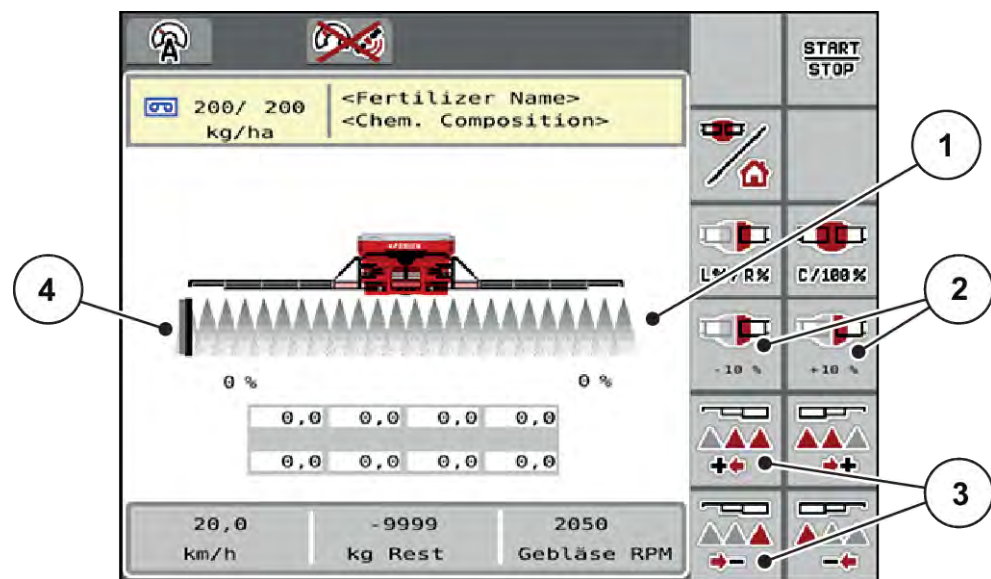 A
START
STOP
200/ 200
kg/ha
<Fertilizer Name>
<Chem. Composition>
1
L% / R%
C/100 %
4
2
-10 %
+10 %
0 %
0 %
0,0 0,0 0,0 0,0
0,0 0,0 0,0 0,0
3
20,0
km/h
-9999
kg Rest
2050
Gebläse RPM